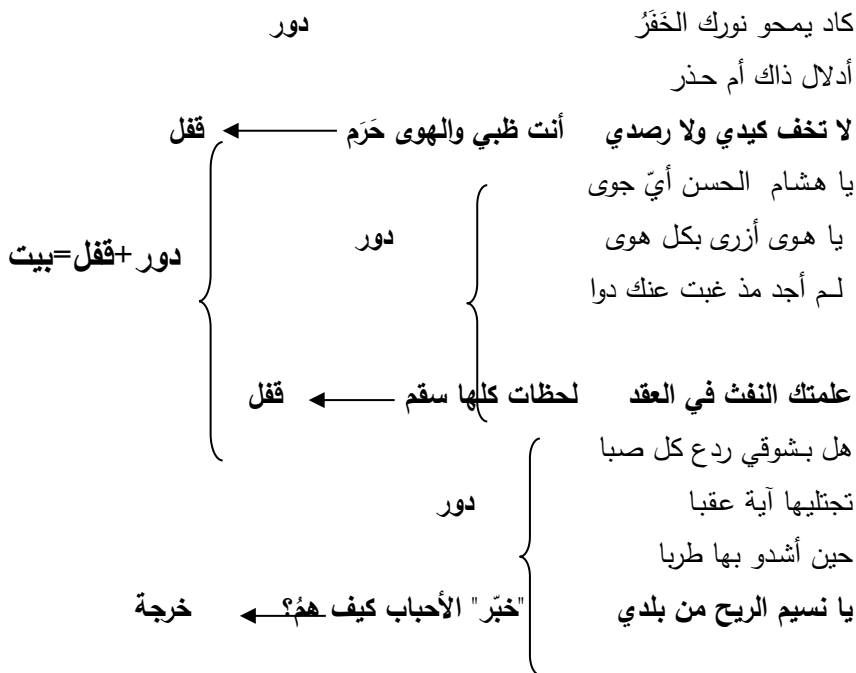 كاد يمحو نورك الخَفَرُ دور
أدلال ذاك أم حذر
لا تخف كيدي ولا رصدي أنت ظبي والهوى حَرَم قفل
يا هشام الحسن أيّ جوى
يا هوى أزرى بكل هوى دور
دور+قفل=بيت
لم أجد مذ غبت عنك دوا
علمتك النفث في العقد لحظات كلها سقم قفل
هل بشوقي ردع كل صبا
تجتليها آية عقبا دور
حين أشدو بها طربا
يا نسيم الريح من بلدي "خبّر" الأحباب كيف همُ؟ خرجة